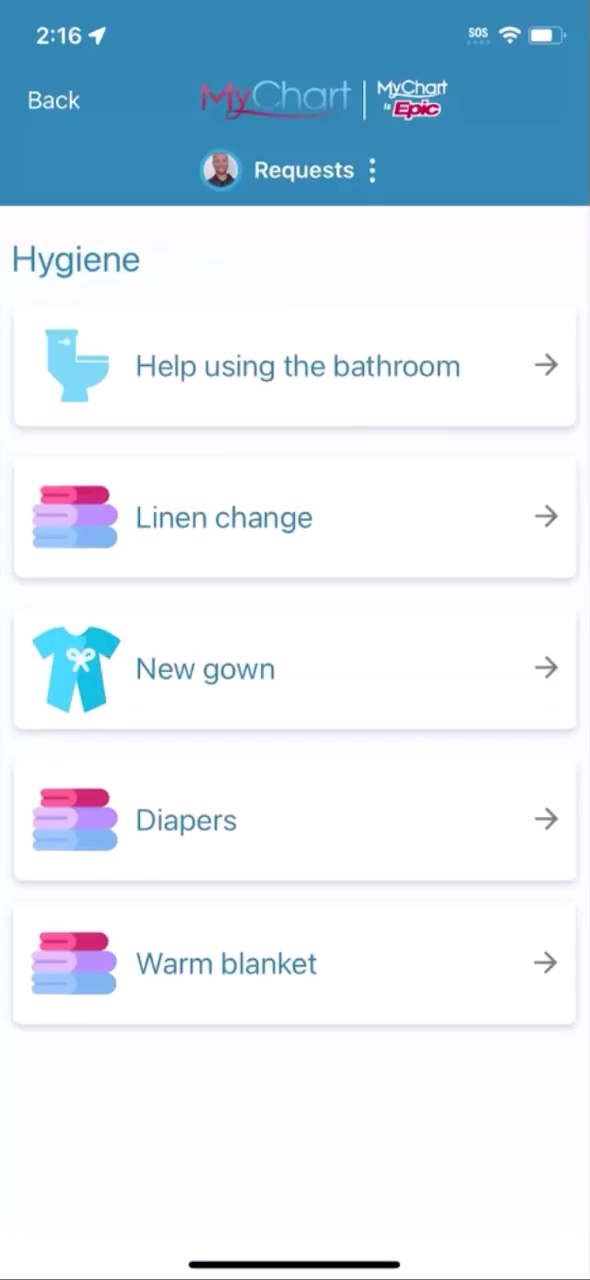 2:16
SOS
Back
MyChart
MyChart
is Epic
Requests
Hygiene
Help using the bathroom
Linen change
New gown
Diapers
Warm blanket